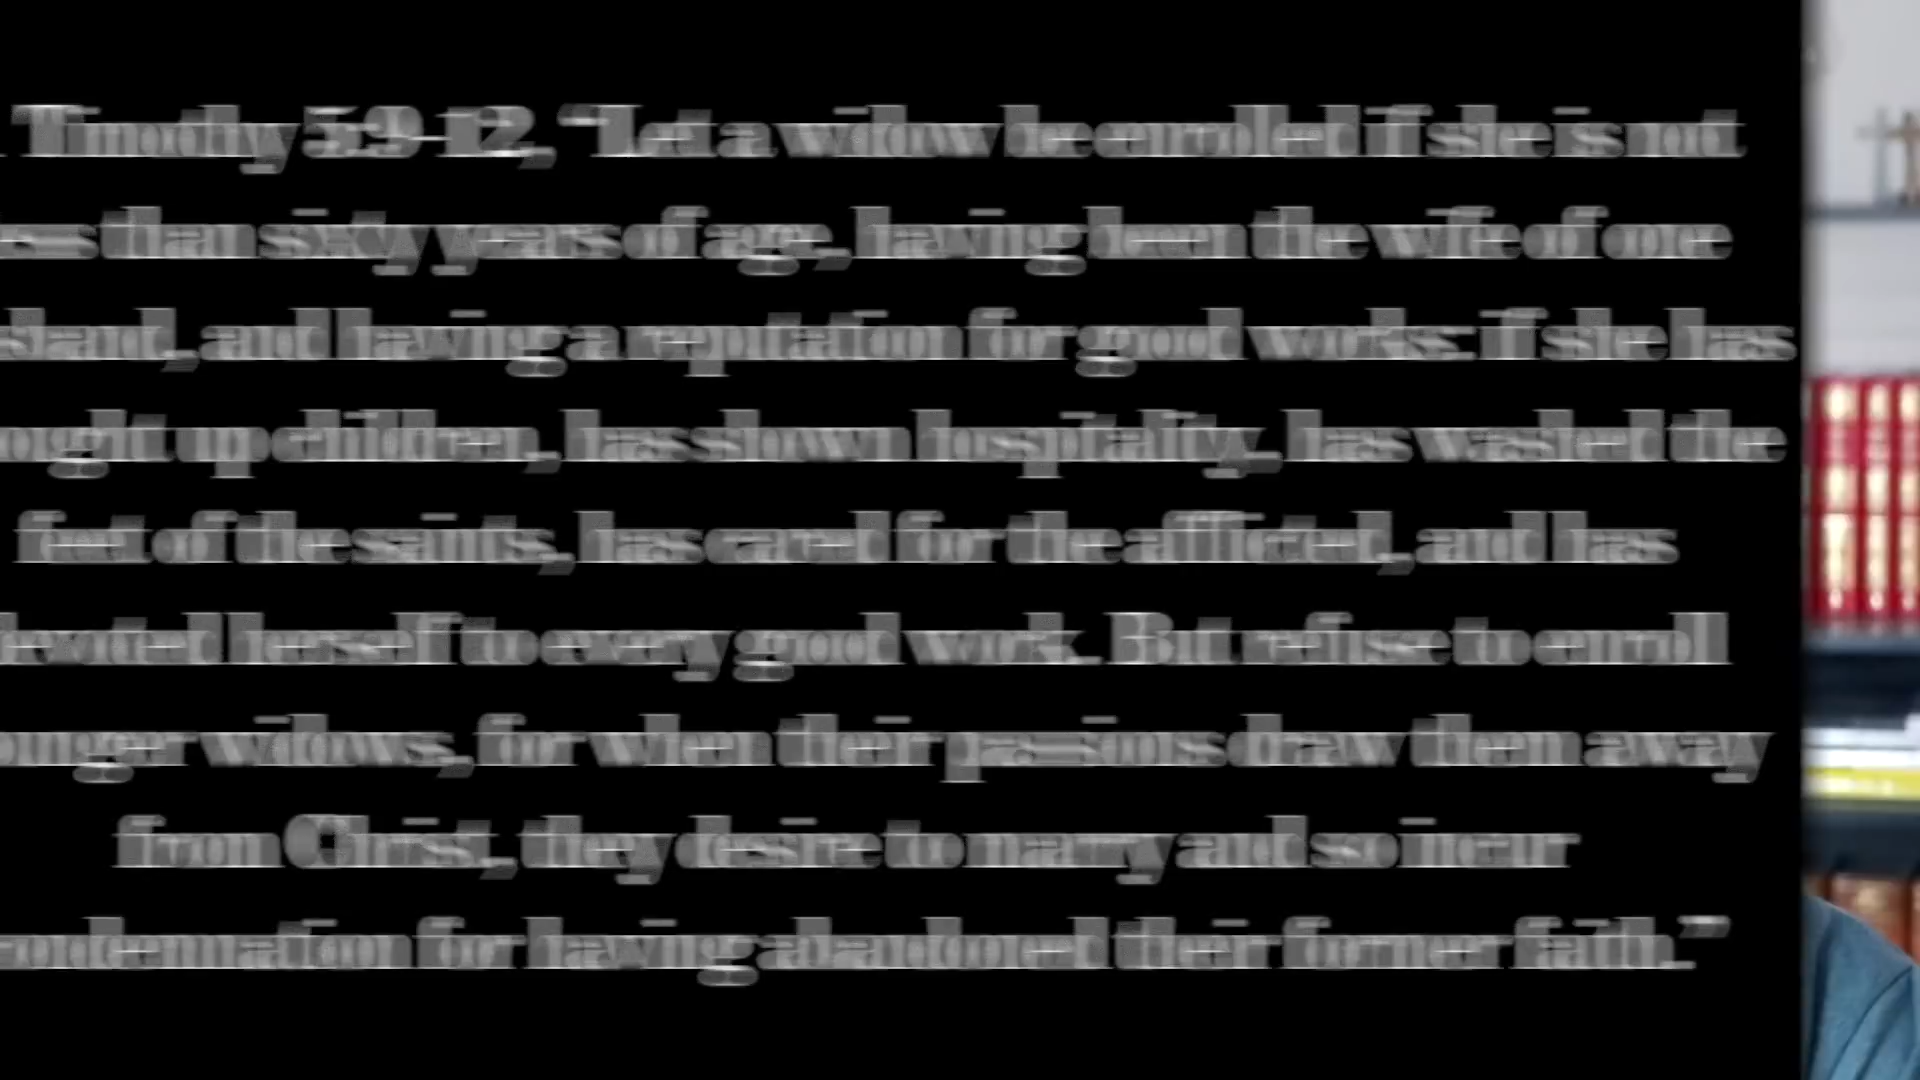 Timothy 5:9-12, “Let a widow be enrolled if she is not
than sixty years of age, having been the wife of one
and having a reputation for good works: if she has
up children, has shown hospitality, has washed the
feet of the saints, has cared for the afflicted, and has
herself to every good work. But refuse to enroll
widows, for when their passions draw them away
from Christ, they desire to marry and so incur
for having abandoned their former faith.”